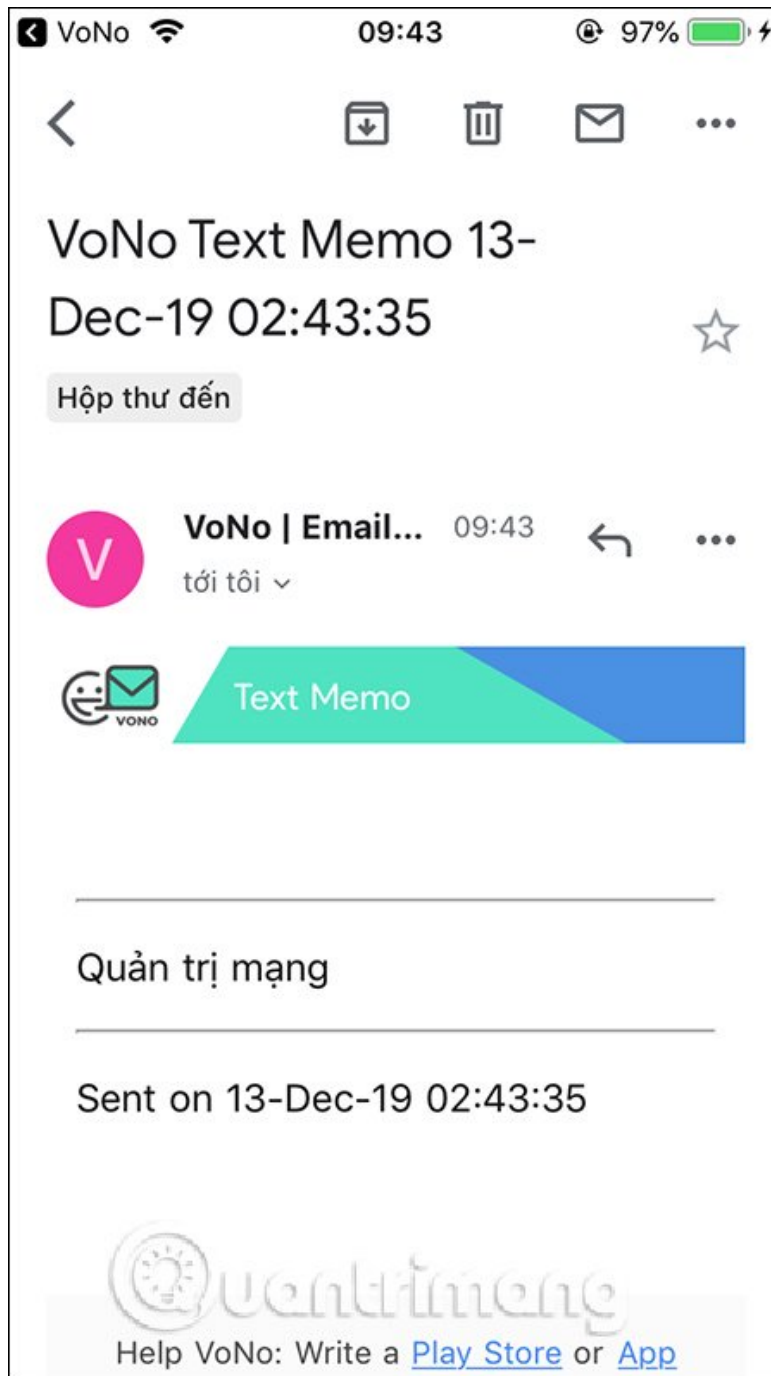 VoNo 09:43 97%
VoNo Text Memo 13-
Dec-19 02:43:35
Hộp thư đến
V VoNo | Email... 09:43
tới tôi
VONO Text Memo
Quản trị mạng
Sent on 13-Dec-19 02:43:35
Quantrimang
Help VoNo: Write a Play Store or App